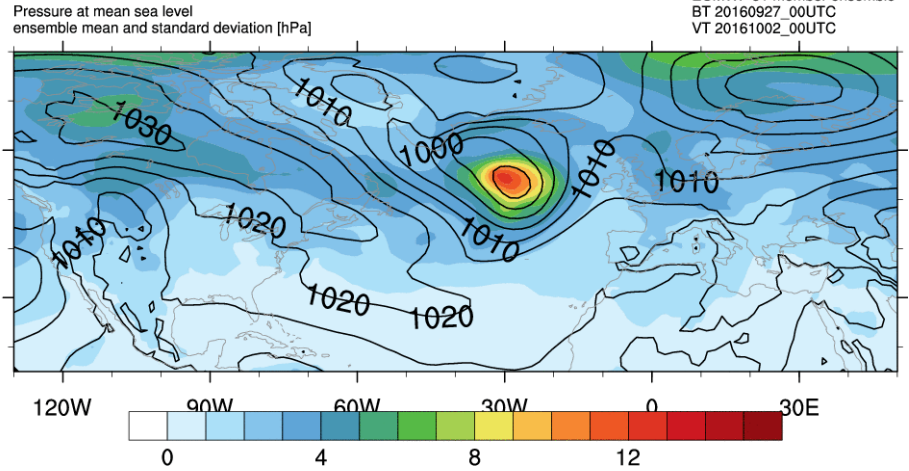 Pressure at mean sea level
ensemble mean and standard deviation [hPa]
BT 20160927_00UTC
VT 20161002_00UTC
1010
1030
1000
1010
1010
1020
1010
1010
1020
1020
120W 90W 60W 30W 0 30E
0 4 8 12